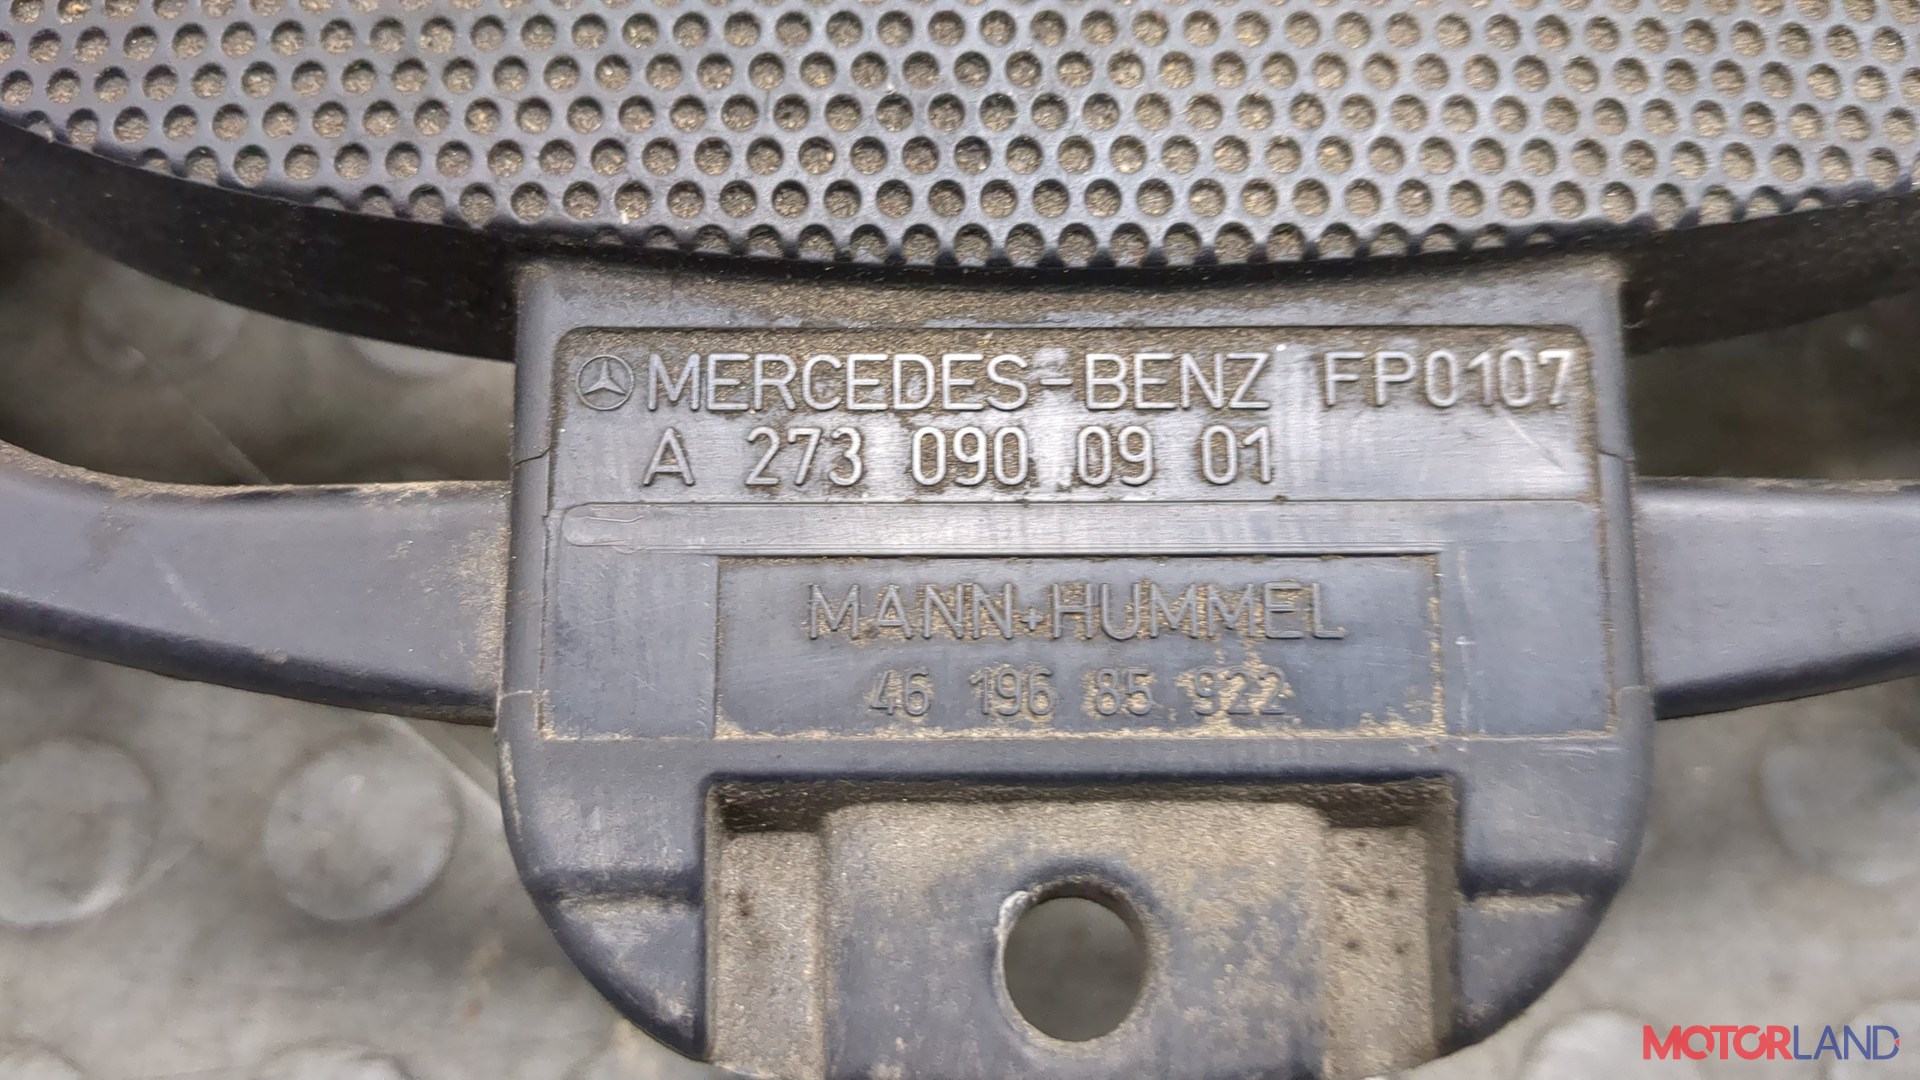 MERCEDES-BENZ FP0107
A 273 090 09 01
MANN+HUMMEL
46 196 85 922
MOTORLAND